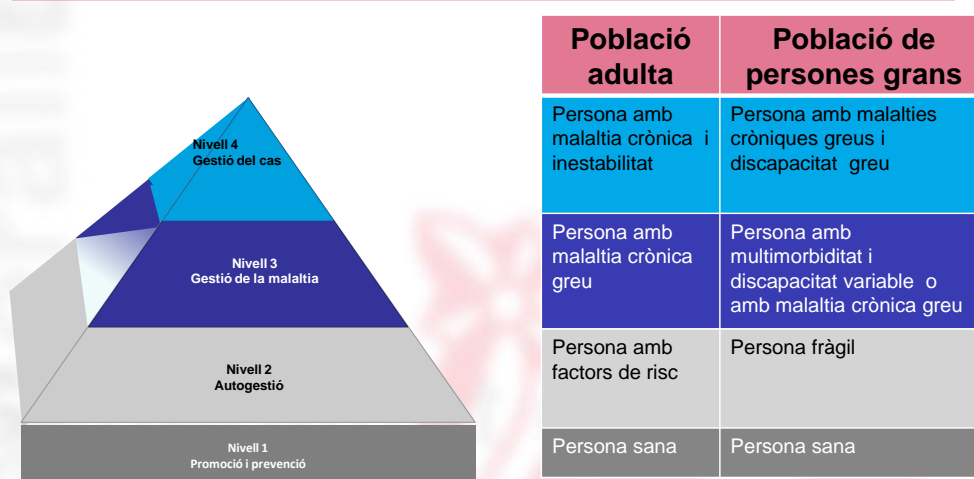 Nivell 4
Gestió del cas
Nivell 3
Gestió de la malaltia
Nivell 2
Autogestió
Nivell 1
Promoció i prevenció
Població
adulta
Població de
persones grans
Persona amb
malaltia crònica i
inestabilitat
Persona amb malalties
cròniques greus i
discapacitat greu
Persona amb
malaltia crònica
greu
Persona amb
multimorbiditat i
discapacitat variable o
amb malaltia crònica greu
Persona amb
factors de risc
Persona fràgil
Persona sana
Persona sana